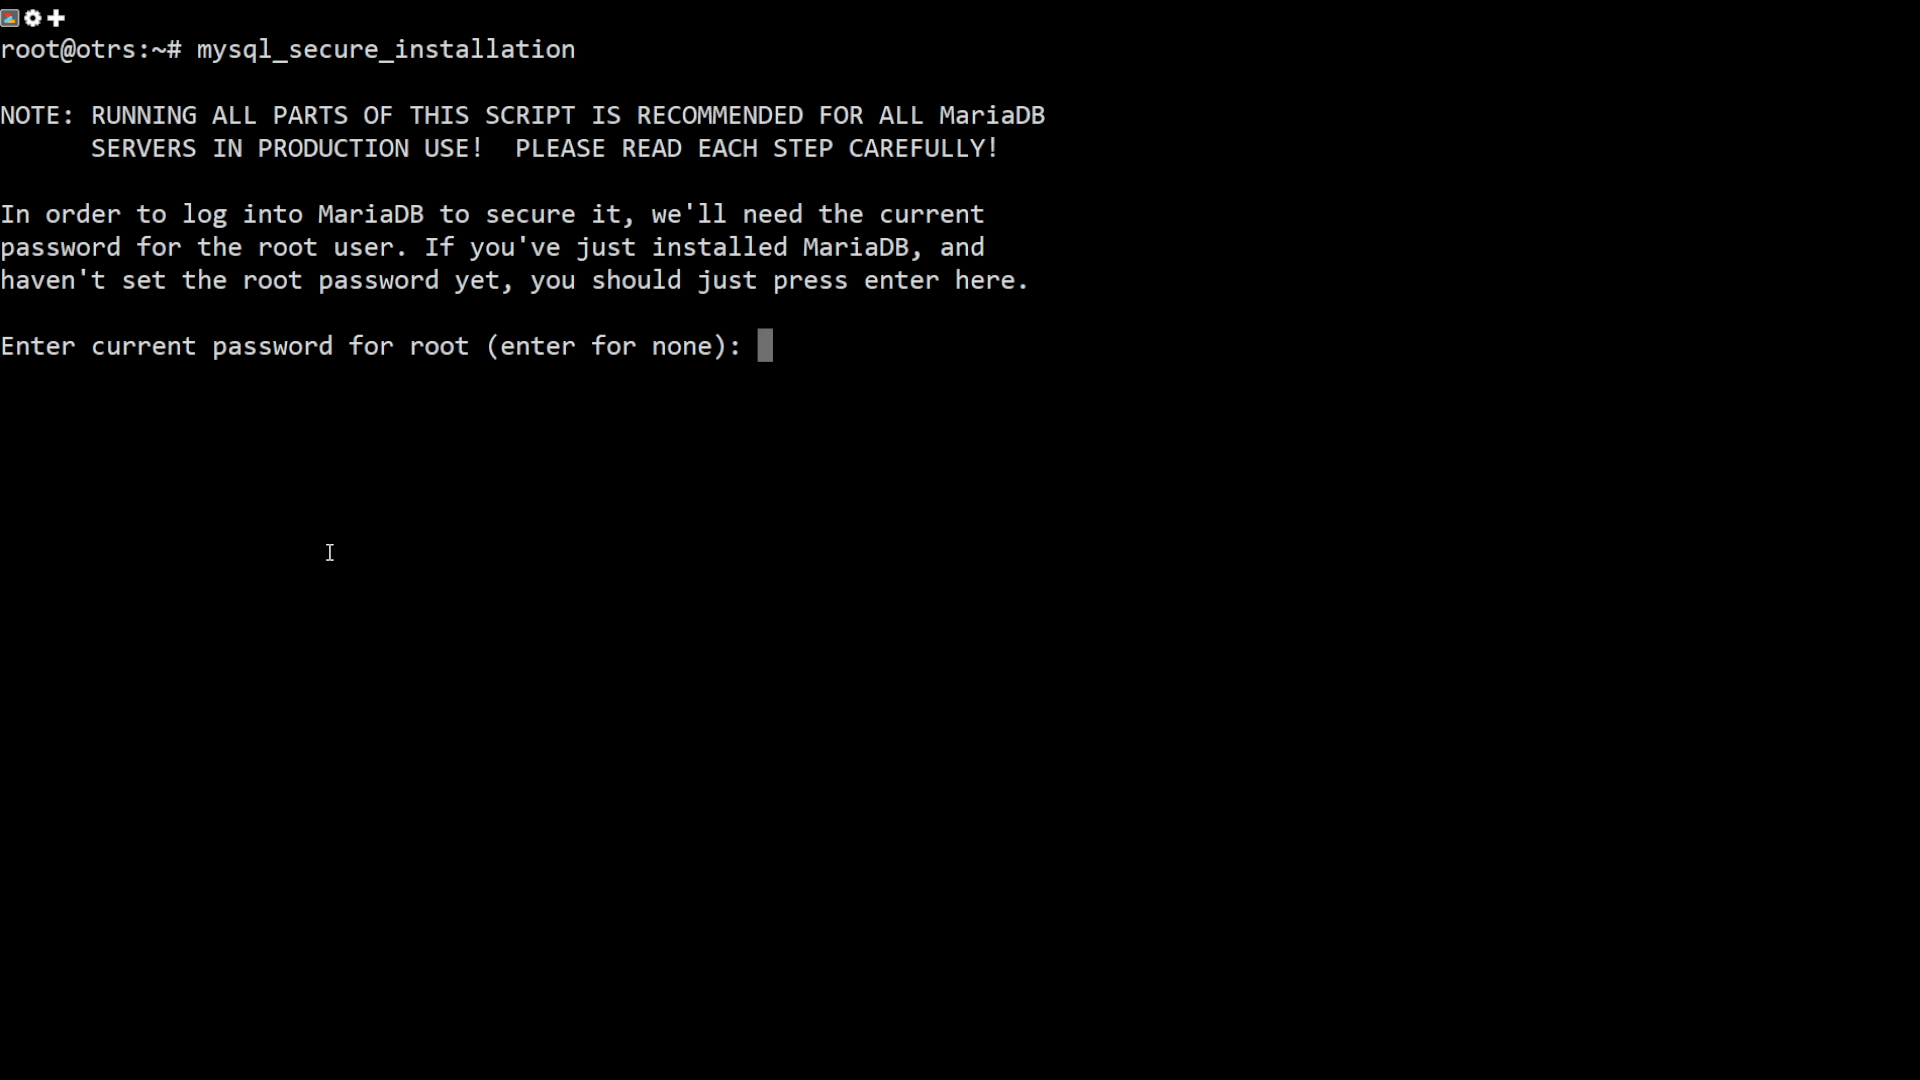 root@otrs:~# mysql_secure_installation
NOTE: RUNNING ALL PARTS OF THIS SCRIPT IS RECOMMENDED FOR ALL MariaDB
SERVERS IN PRODUCTION USE!  PLEASE READ EACH STEP CAREFULLY!
In order to log into MariaDB to secure it, we'll need the current
password for the root user. If you've just installed MariaDB, and
haven't set the root password yet, you should just press enter here.
Enter current password for root (enter for none):